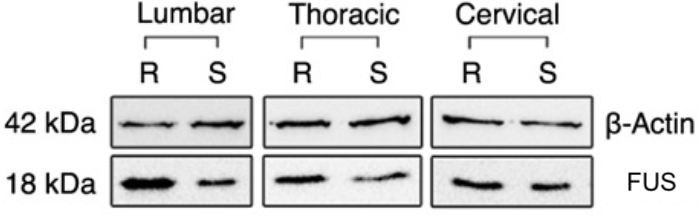 Lumbar Thoracic Cervical
R S R S R S
42 kDa β-Actin
18 kDa FUS